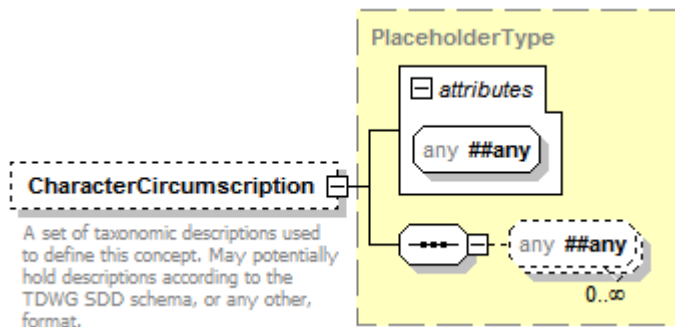 PlaceholderType
attributes
any ##any
CharacterCircumscription
any ##any
0..∞
A set of taxonomic descriptions used
to define this concept. May potentially
hold descriptions according to the
TDWG SDD schema, or any other,
format.